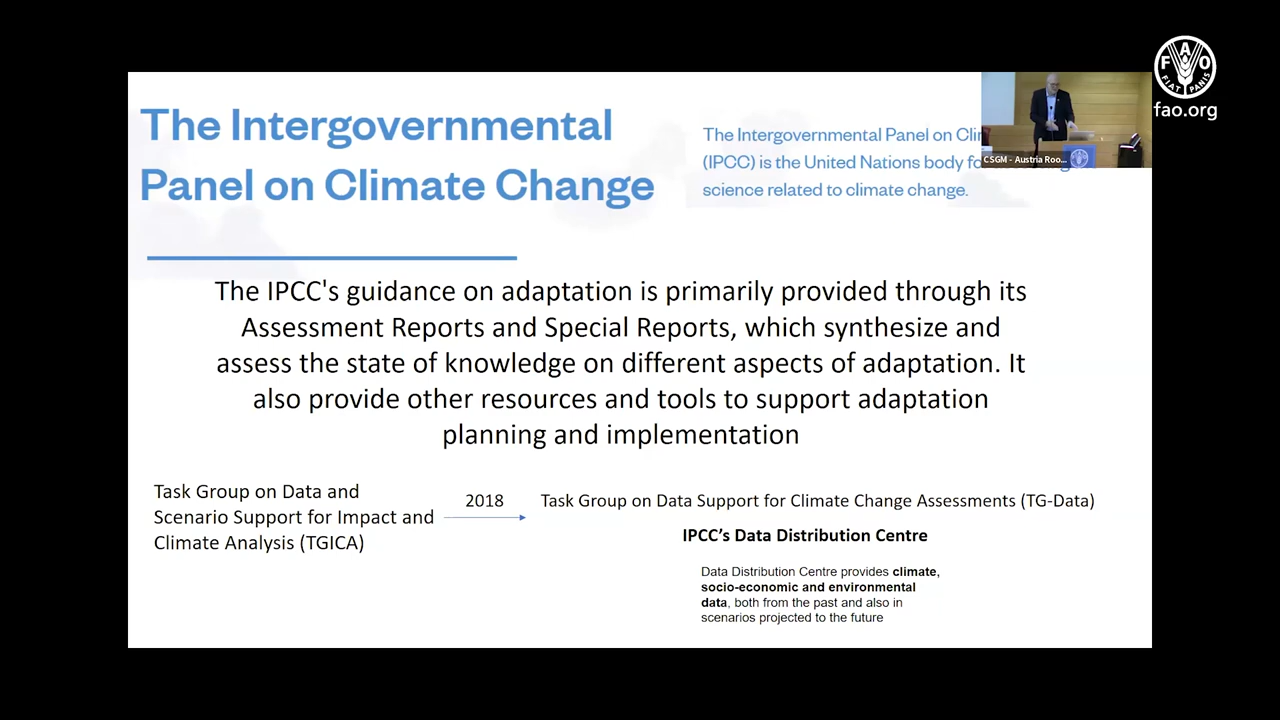 The Intergovernmental
Panel on Climate Change
The Intergovernmental Panel on
(IPCC) is the United Nations body
science related to climate change.
CSGM - Austria Roo...
FAO
FIAT PANIS
fao.org
The IPCC's guidance on adaptation is primarily provided through its
Assessment Reports and Special Reports, which synthesize and
assess the state of knowledge on different aspects of adaptation. It
also provide other resources and tools to support adaptation
planning and implementation
Task Group on Data and
Scenario Support for Impact and
Climate Analysis (TGICA)
2018
Task Group on Data Support for Climate Change Assessments (TG-Data)
IPCC’s Data Distribution Centre
Data Distribution Centre provides climate,
socio-economic and environmental
data, both from the past and also in
scenarios projected to the future